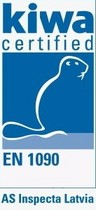 kiwa
certified
EN 1090
AS Inspecta Latvia